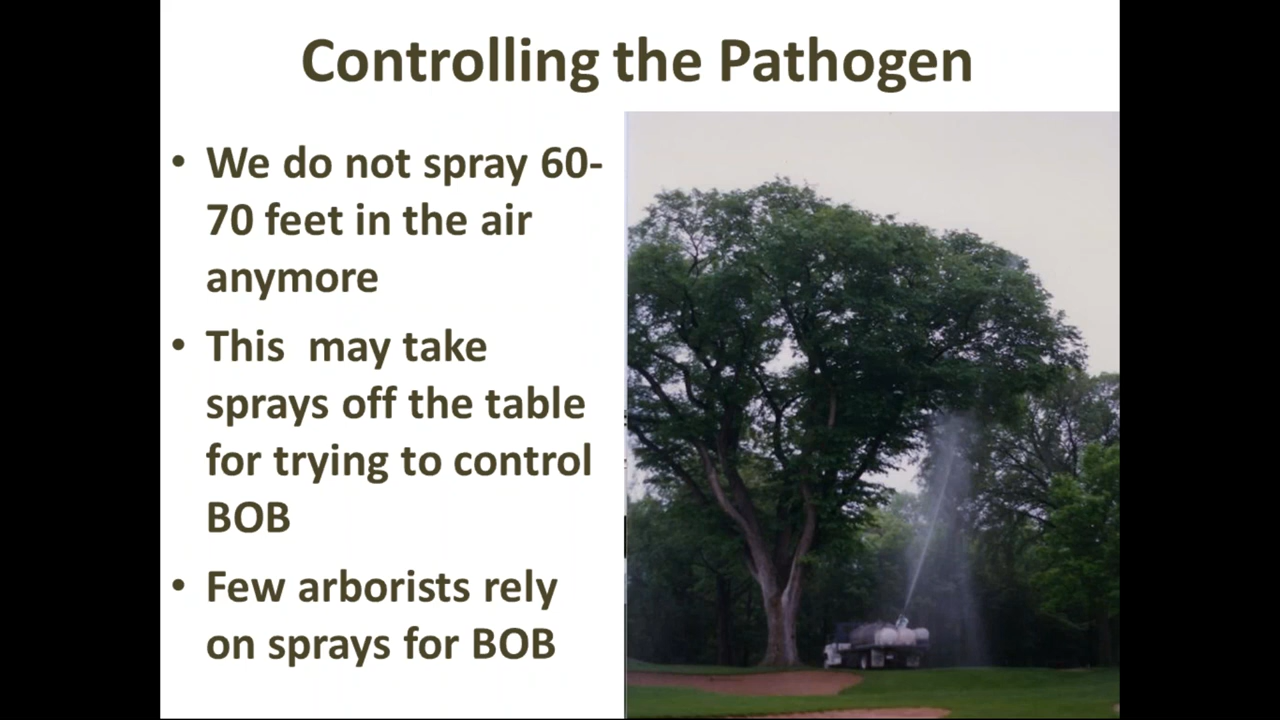 Controlling the Pathogen
• We do not spray 60-
70 feet in the air
anymore
• This  may take
sprays off the table
for trying to control
BOB
• Few arborists rely
on sprays for BOB